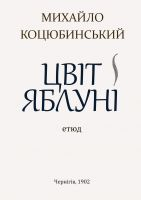 МИХАЙЛО
КОЦЮБИНСЬКИЙ
ЦВІТ
ЯБЛУНІ
етюд
Чернігів, 1902